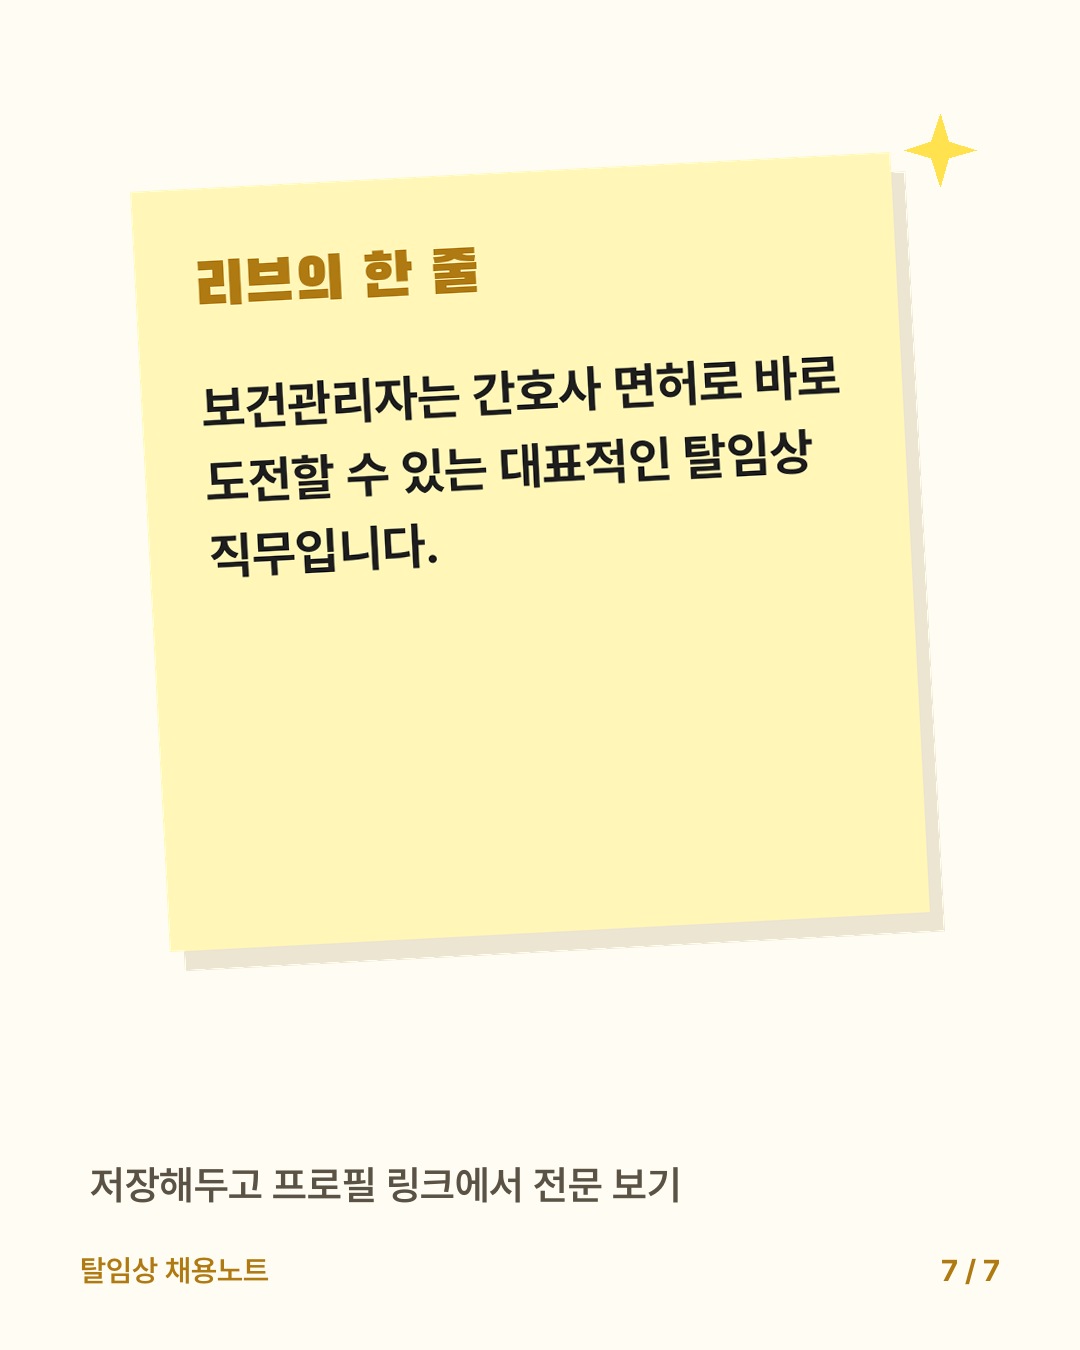 리브의 한 줄
보건관리자는 간호사 면허로 바로
도전할 수 있는 대표적인 탈임상
직무입니다.
저장해두고 프로필 링크에서 전문 보기
탈임상 채용노트
7 / 7